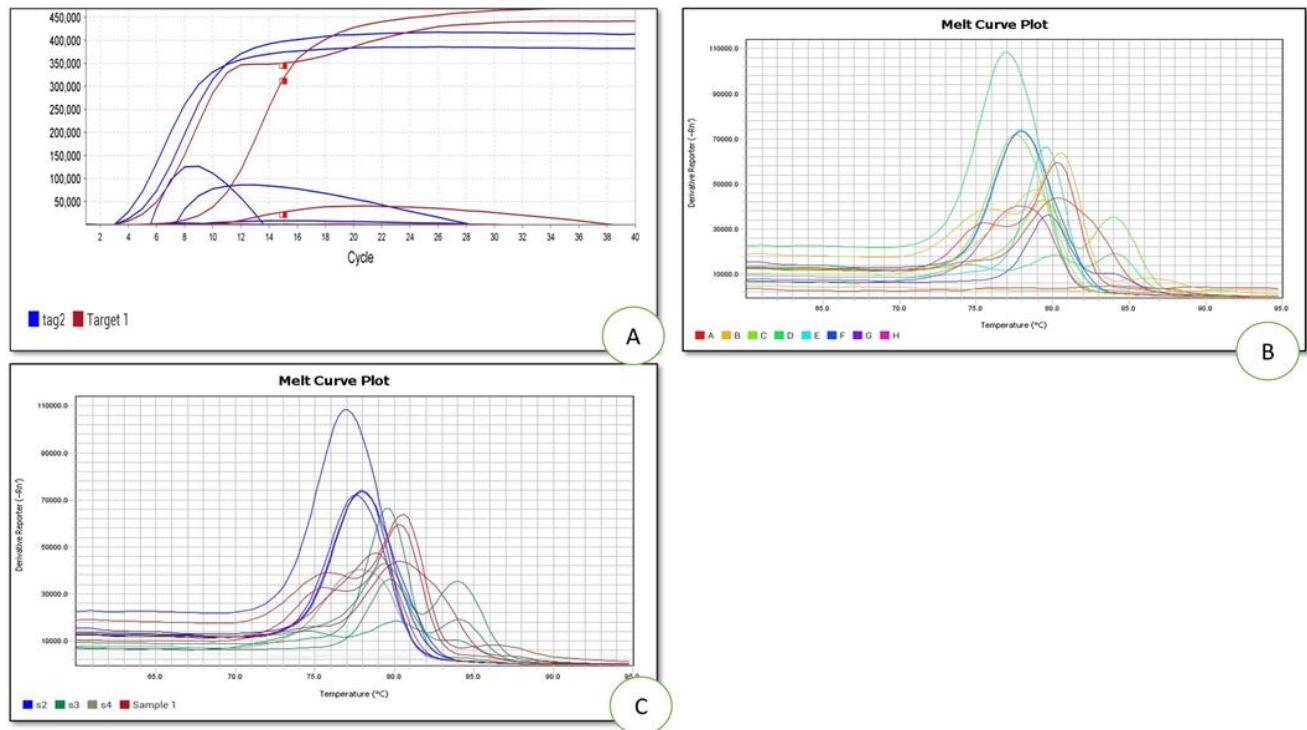 450,000
400,000
350,000
300,000
250,000
200,000
150,000
100,000
50,000
2 4 6 8 10 12 14 16 18 20 22 24 26 28 30 32 34 36 38 40
Cycle
tag2 Target 1
A
Melt Curve Plot
110000.0
90000.0
70000.0
50000.0
30000.0
10000.0
Derivative Reporter (-Rn')
65.0 70.0 75.0 80.0 85.0 90.0 95.0
Temperature (°C)
A B C D E F G H
B
Melt Curve Plot
110000.0
90000.0
70000.0
50000.0
30000.0
10000.0
Derivative Reporter (-Rn')
65.0 70.0 75.0 80.0 85.0 90.0 95.0
Temperature (°C)
s2 s3 s4 Sample 1
C